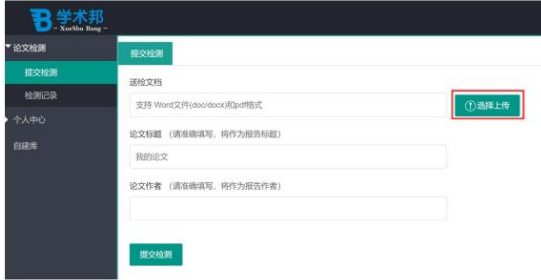 学术邦
- XueShu Bang -
论文检测
提交检测
检测记录
个人中心
自建库
提交检测
送检文档
支持 Word文件(doc/docx)和pdf格式
选择上传
论文标题 (请准确填写，将作为报告标题)
我的论文
论文作者 (请准确填写，将作为报告作者)
提交检测